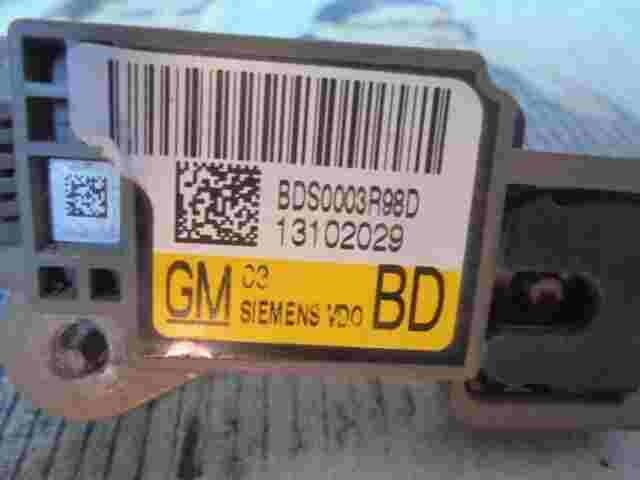 BDS0003R98D
13102029
GM C3 SIEMENS VDO BD